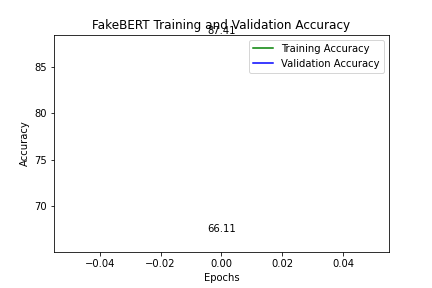 FakeBERT Training and Validation Accuracy
87.41
Training Accuracy
Validation Accuracy
85
80
75
70
Accuracy
66.11
−0.04
−0.02
0.00
0.02
0.04
Epochs